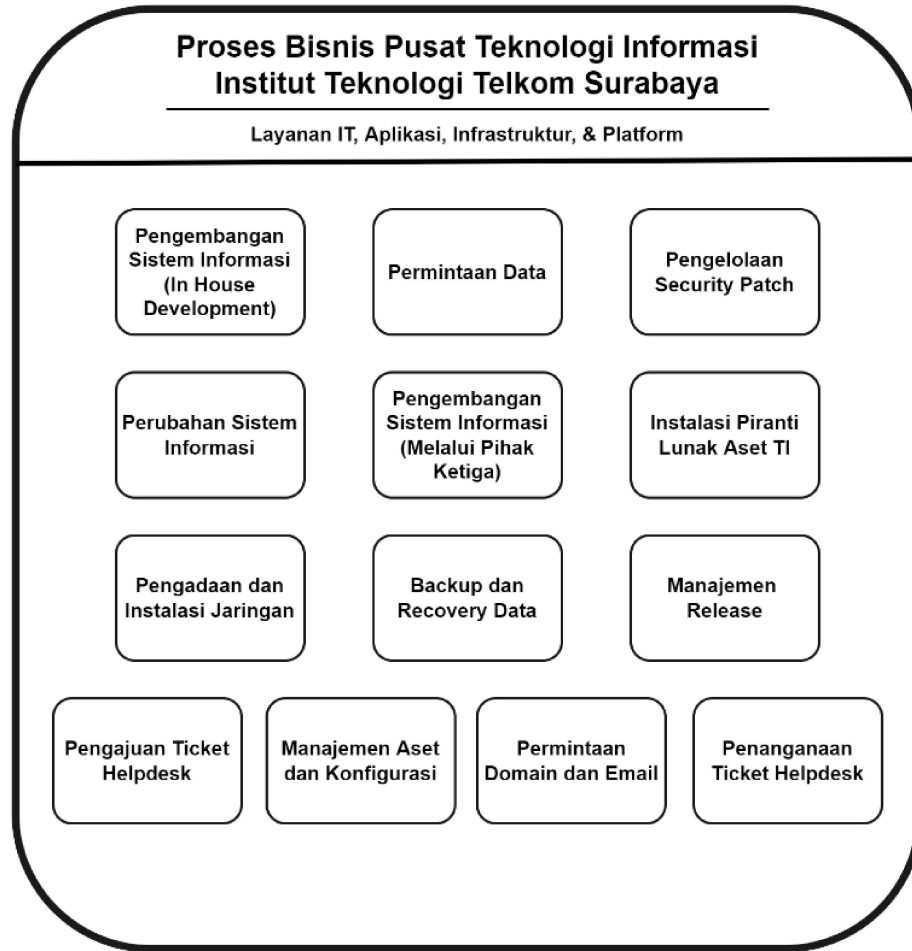 Proses Bisnis Pusat Teknologi Informasi
Institut Teknologi Telkom Surabaya
Layanan IT, Aplikasi, Infrastruktur, & Platform
Pengembangan
Sistem Informasi
(In House
Development)
Permintaan Data
Pengelolaan
Security Patch
Perubahan Sistem
Informasi
Pengembangan
Sistem Informasi
(Melalui Pihak
Ketiga)
Instalasi Piranti
Lunak Aset TI
Pengadaan dan
Instalasi Jaringan
Backup dan
Recovery Data
Manajemen
Release
Pengajuan Ticket
Helpdesk
Manajemen Aset
dan Konfigurasi
Permintaan
Domain dan Email
Penanganaan
Ticket Helpdesk